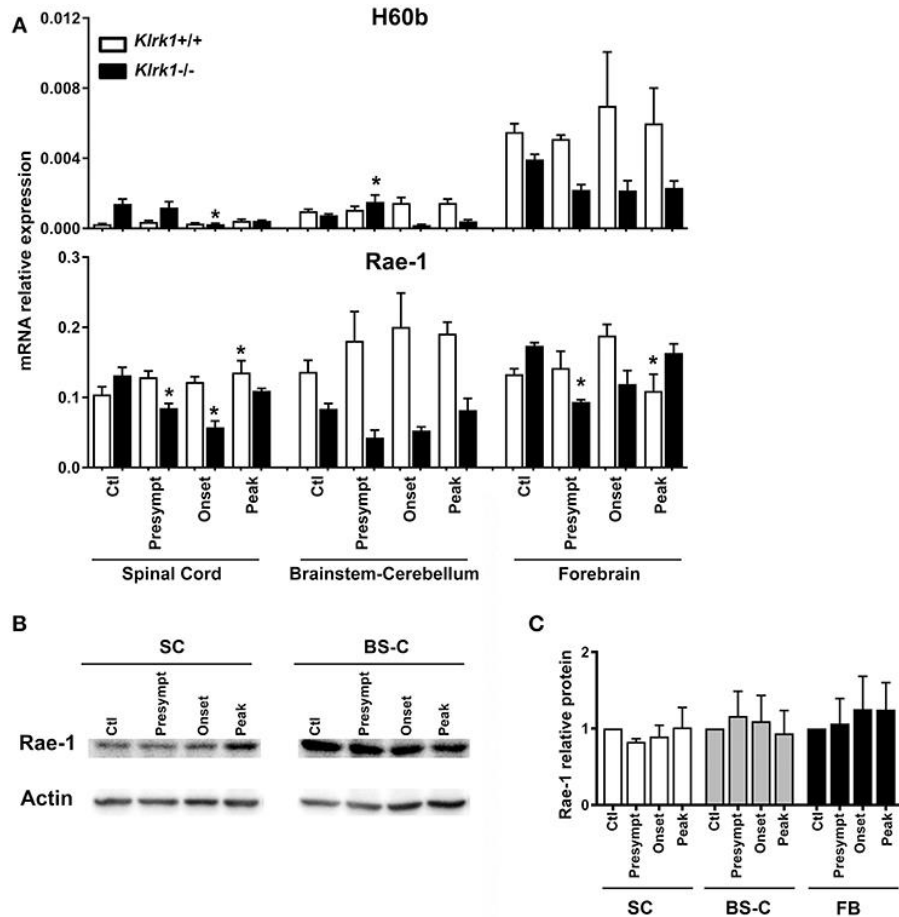 A
H60b
Klrk1+/+
Klrk1-/-
0.012
0.008
0.004
0.000
mRNA relative expression
* *
Rae-1
0.3
0.2
0.1
0.0
* * * * *
Ctl Presympt Onset Peak Ctl Presympt Onset Peak Ctl Presympt Onset Peak
Spinal Cord Brainstem-Cerebellum Forebrain
B
SC BS-C
Ctl Presympt Onset Peak Ctl Presympt Onset Peak
Rae-1
Actin
C
Rae-1 relative protein
2
1
0
Ctl Presympt Onset Peak Ctl Presympt Onset Peak Ctl Presympt Onset Peak
SC BS-C FB